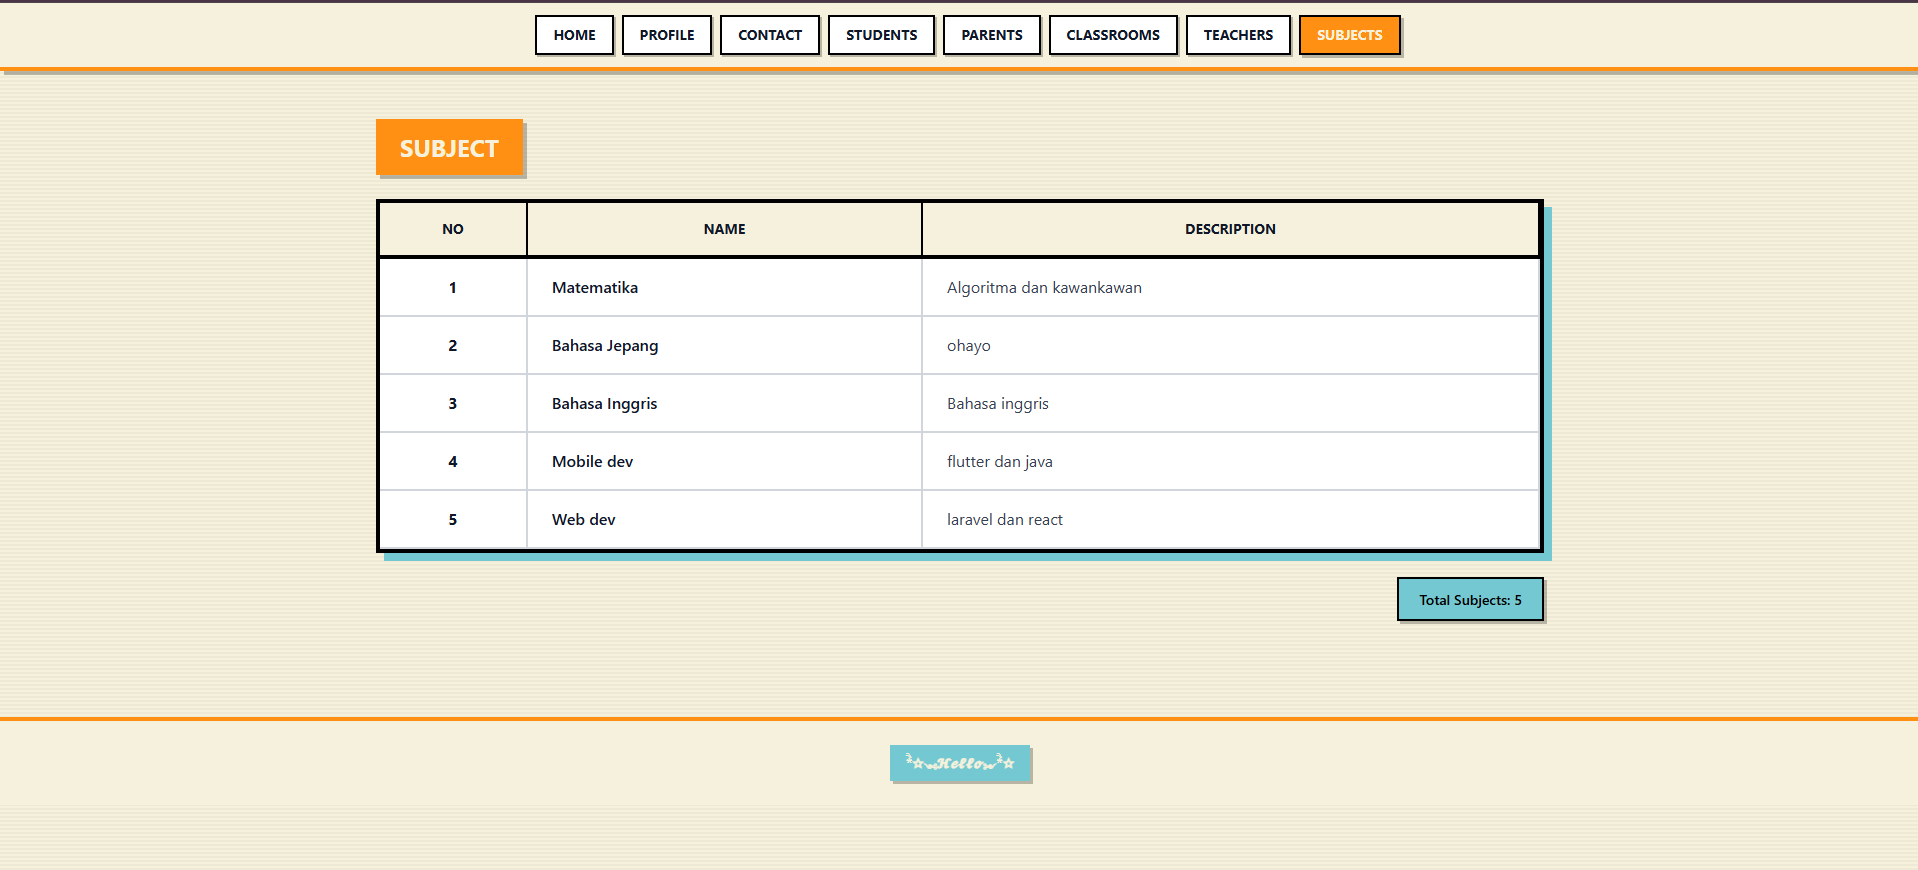 HOME PROFILE CONTACT STUDENTS PARENTS CLASSROOMS TEACHERS SUBJECTS
SUBJECT
NO NAME DESCRIPTION
1 Matematika Algoritma dan kawankawan
2 Bahasa Jepang ohayo
3 Bahasa Inggris Bahasa inggris
4 Mobile dev flutter dan java
5 Web dev laravel dan react
Total Subjects: 5
Hello